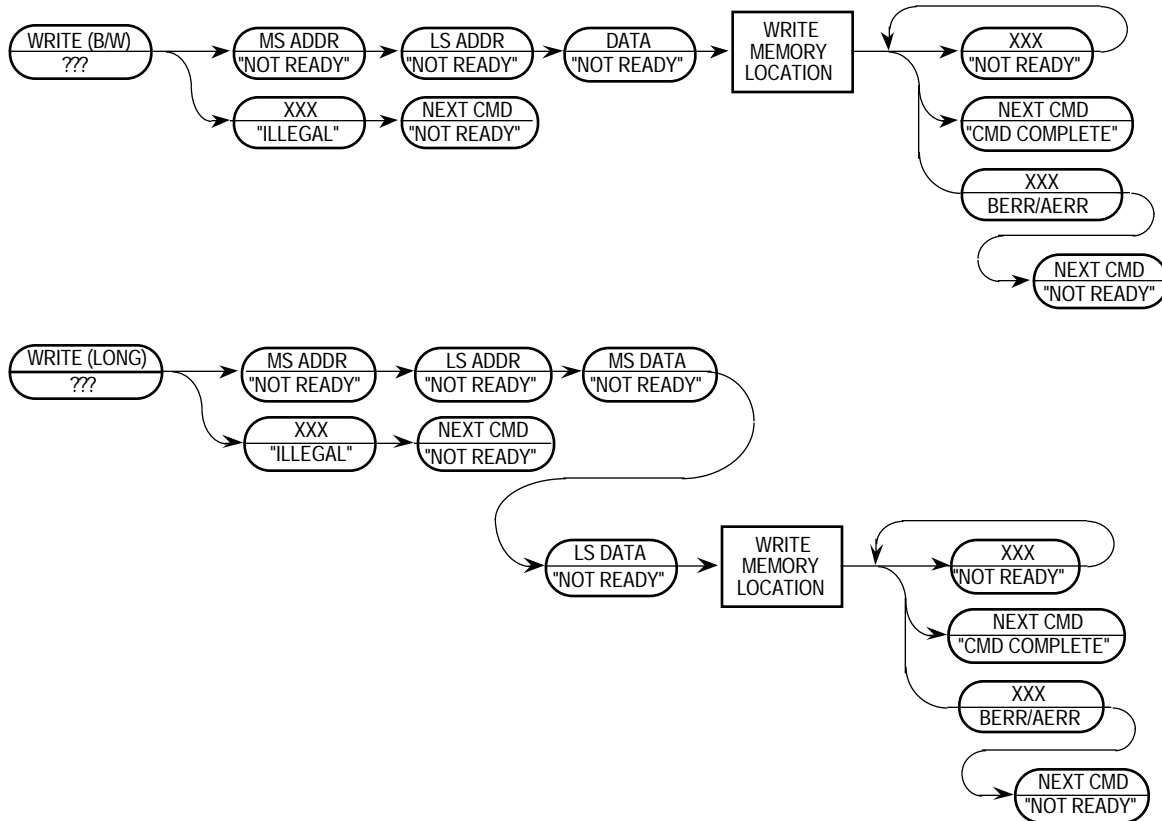 WRITE (B/W)
???
MS ADDR
"NOT READY"
LS ADDR
"NOT READY"
DATA
"NOT READY"
WRITE
MEMORY
LOCATION
XXX
"NOT READY"
XXX
"ILLEGAL"
NEXT CMD
"NOT READY"
NEXT CMD
"CMD COMPLETE"
XXX
BERR/AERR
NEXT CMD
"NOT READY"
WRITE (LONG)
???
MS ADDR
"NOT READY"
LS ADDR
"NOT READY"
MS DATA
"NOT READY"
XXX
"ILLEGAL"
NEXT CMD
"NOT READY"
LS DATA
"NOT READY"
WRITE
MEMORY
LOCATION
XXX
"NOT READY"
NEXT CMD
"CMD COMPLETE"
XXX
BERR/AERR
NEXT CMD
"NOT READY"